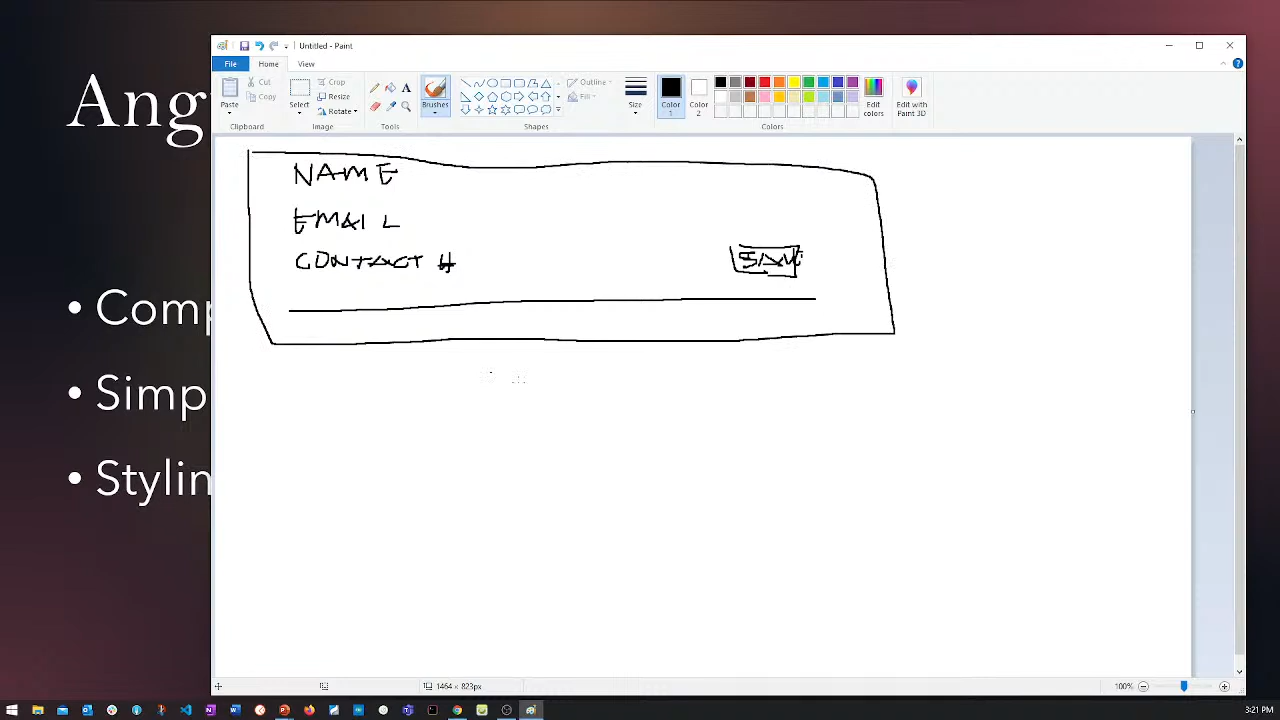 Untitled - Paint
File Home View
Paste
Cut
Copy
Clipboard
Select
Crop
Resize
Rotate
Image
Tools
Brushes
Shapes
Outline
Fill
Size
Color 1
Color 2
Colors
Edit colors
Edit with Paint 3D
Ang
NAME
EMAIL
CONTACT #
• Comp
• Simp
• Stylin
1464 × 823px
100%
3:21 PM